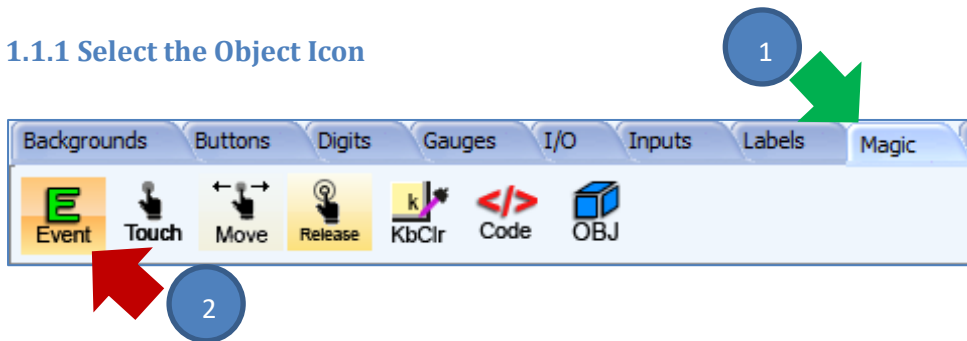 1.1.1 Select the Object Icon
1
Backgrounds Buttons Digits Gauges I/O Inputs Labels Magic
E k </>
Event Touch Move Release KbClr Code OBJ
2